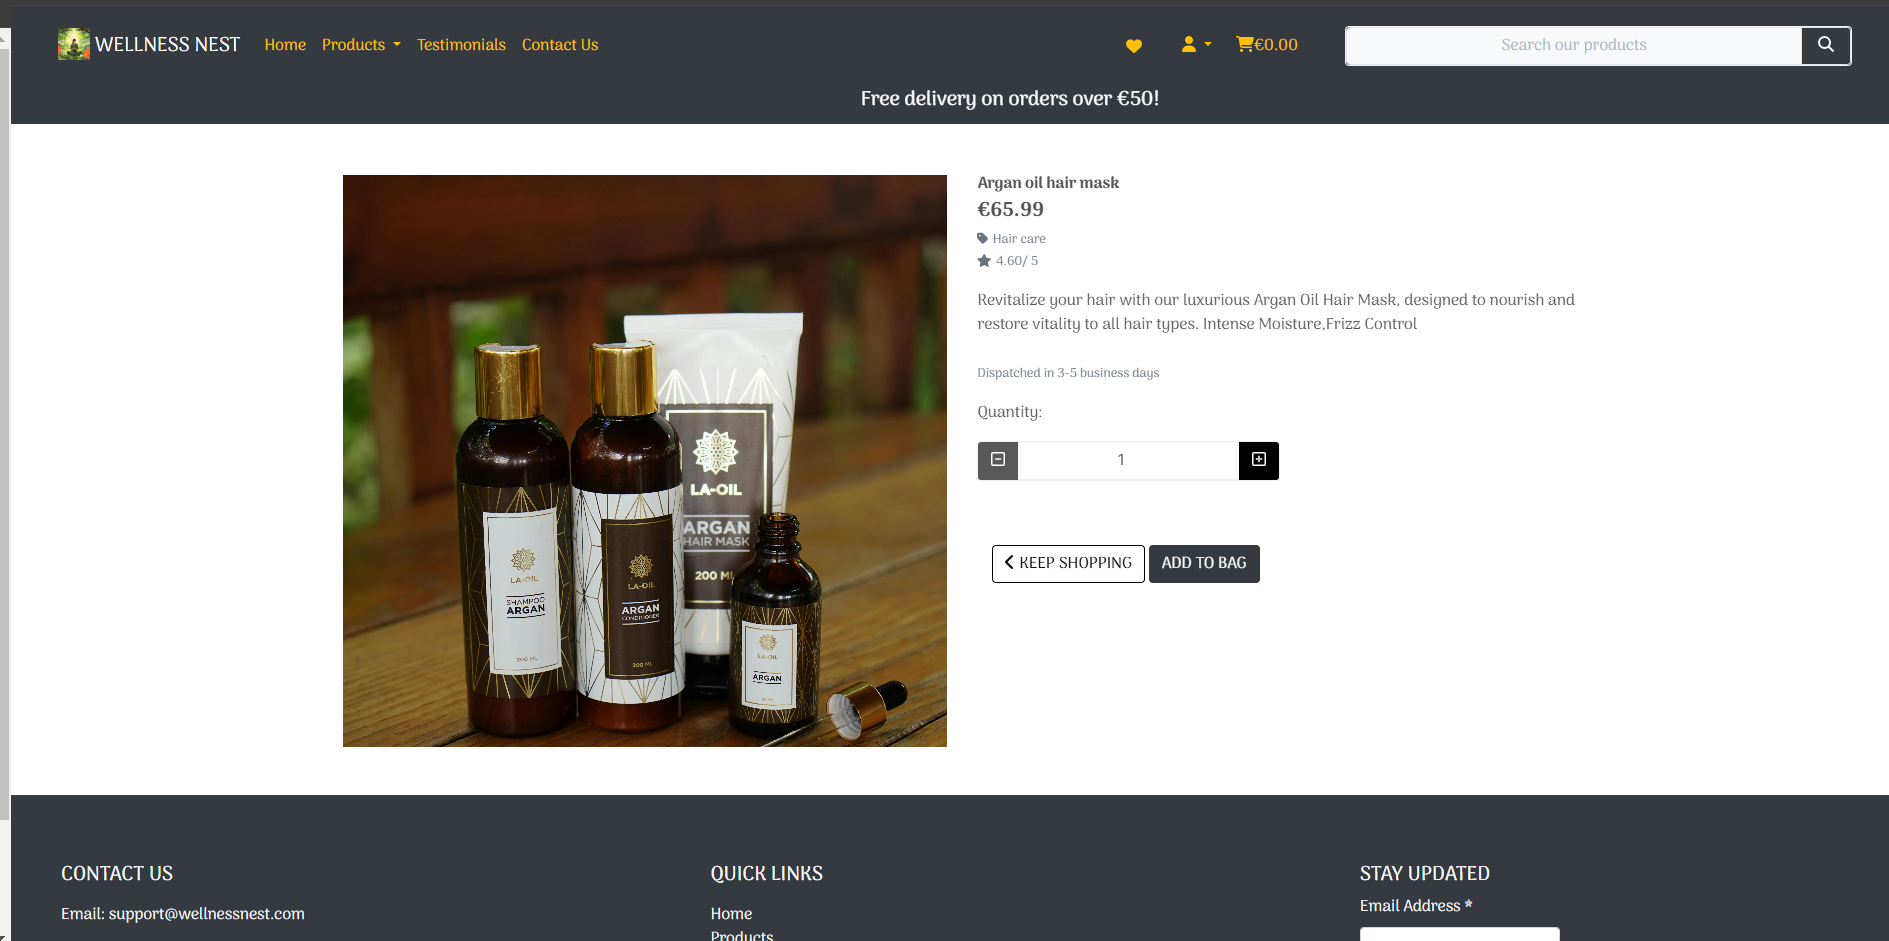 WELLNESS NEST Home Products Testimonials Contact Us €0.00 Search our products
Free delivery on orders over €50!
Argan oil hair mask
€65.99
Hair care
4.60/ 5
Revitalize your hair with our luxurious Argan Oil Hair Mask, designed to nourish and
restore vitality to all hair types. Intense Moisture,Frizz Control
Dispatched in 3-5 business days
Quantity:
1
KEEP SHOPPING ADD TO BAG
LA-OIL
ARGAN
HAIR MASK
200 ML
LA-OIL
SHAMPOO
ARGAN
200 ML
LA-OIL
ARGAN
CONDITIONER
200 ML
LA-OIL
ARGAN
CONTACT US
Email: support@wellnessnest.com
QUICK LINKS
Home
Products
STAY UPDATED
Email Address *